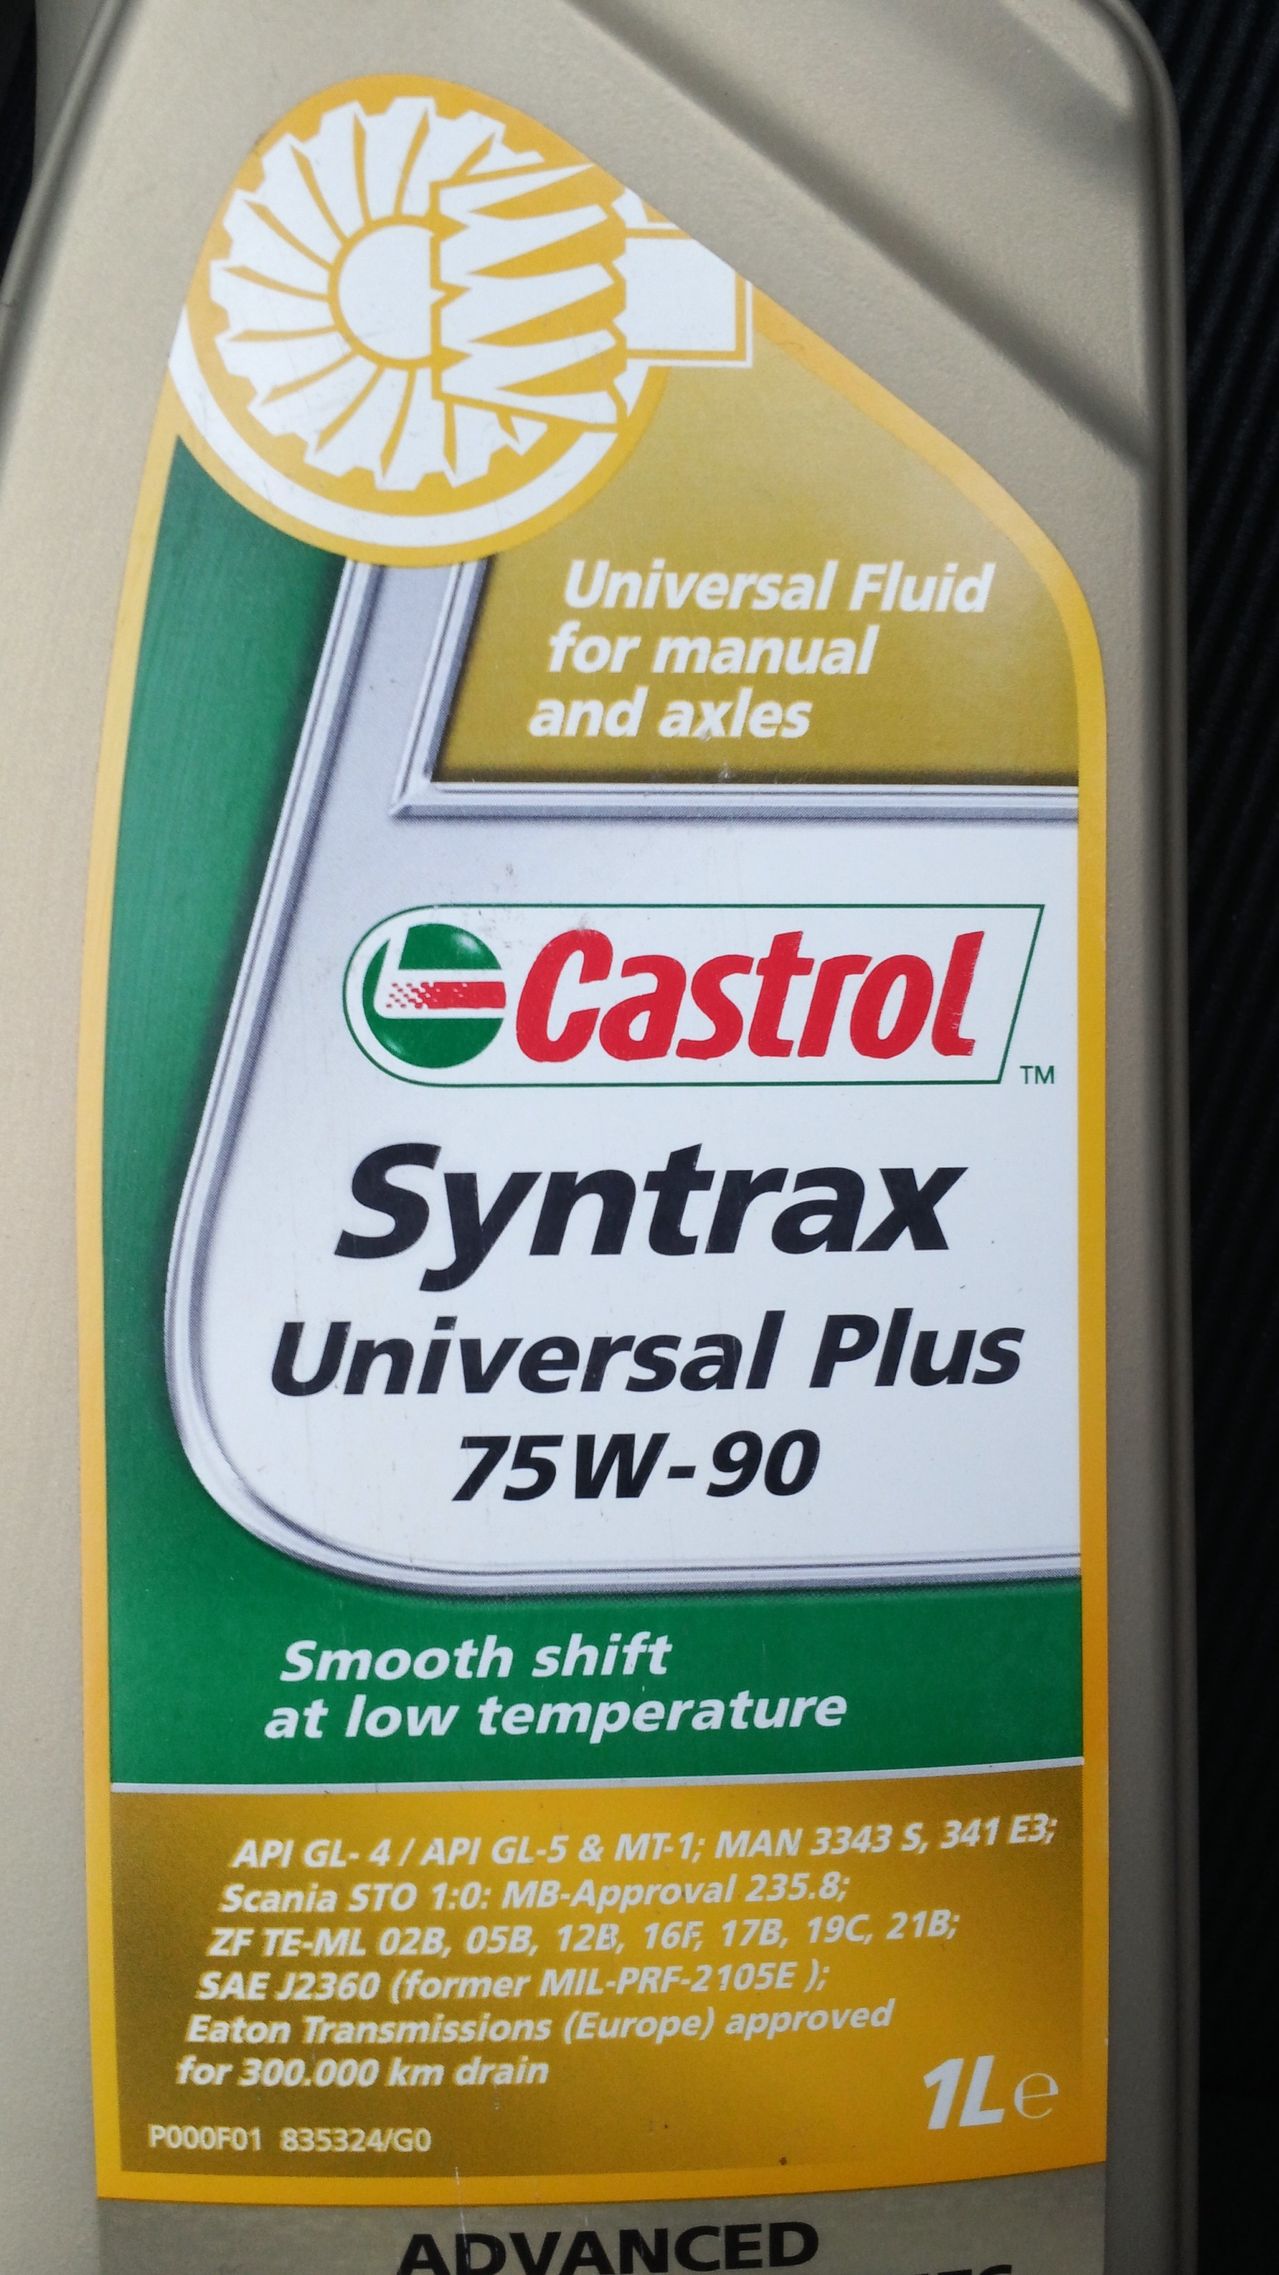 Universal Fluid
for manual
and axles
Castrol
TM
Syntrax
Universal Plus
75W-90
Smooth shift
at low temperature
API GL- 4 / API GL-5 & MT-1; MAN 3343 S, 341 E3;
Scania STO 1:0: MB-Approval 235.8;
ZF TE-ML 02B, 05B, 12B, 16F, 17B, 19C, 21B;
SAE J2360 (former MIL-PRF-2105E );
Eaton Transmissions (Europe) approved
for 300.000 km drain
1L e
P000F01 835324/G0
ADVANCED